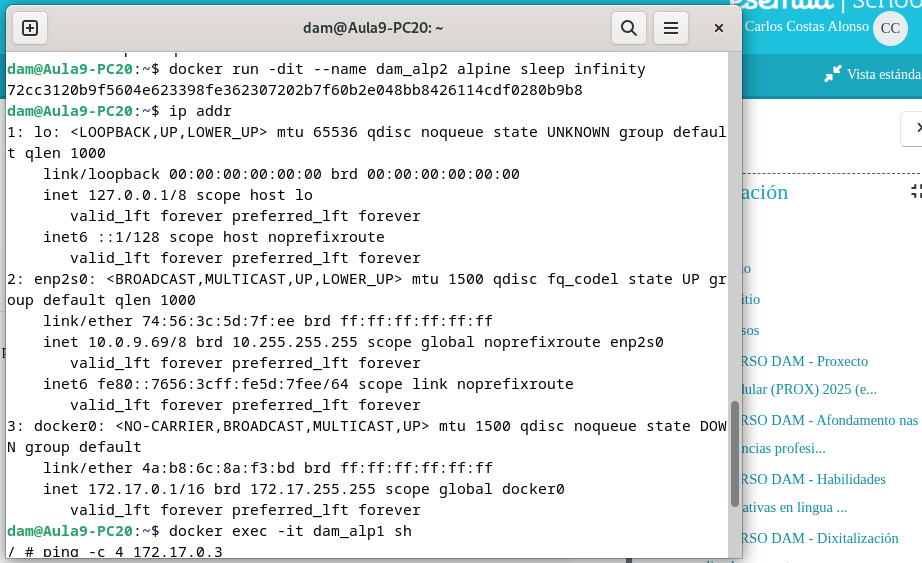 dam@Aula9-PC20: ~
dam@Aula9-PC20:~$ docker run -dit --name dam_alp2 alpine sleep infinity
72cc3120b9f5604e623398fe362307202b7f60b2e048bb8426114cdf0280b9b8
dam@Aula9-PC20:~$ ip addr
1: lo: <LOOPBACK,UP,LOWER_UP> mtu 65536 qdisc noqueue state UNKNOWN group defaul
t qlen 1000
    link/loopback 00:00:00:00:00:00 brd 00:00:00:00:00:00
    inet 127.0.0.1/8 scope host lo
       valid_lft forever preferred_lft forever
    inet6 ::1/128 scope host noprefixroute
       valid_lft forever preferred_lft forever
2: enp2s0: <BROADCAST,MULTICAST,UP,LOWER_UP> mtu 1500 qdisc fq_codel state UP gr
oup default qlen 1000
    link/ether 74:56:3c:5d:7f:ee brd ff:ff:ff:ff:ff:ff
    inet 10.0.9.69/8 brd 10.255.255.255 scope global noprefixroute enp2s0
       valid_lft forever preferred_lft forever
    inet6 fe80::7656:3cff:fe5d:7fee/64 scope link noprefixroute
       valid_lft forever preferred_lft forever
3: docker0: <NO-CARRIER,BROADCAST,MULTICAST,UP> mtu 1500 qdisc noqueue state DOW
N group default
    link/ether 4a:b8:6c:8a:f3:bd brd ff:ff:ff:ff:ff:ff
    inet 172.17.0.1/16 brd 172.17.255.255 scope global docker0
       valid_lft forever preferred_lft forever
dam@Aula9-PC20:~$ docker exec -it dam_alp1 sh
/ # ping -c 4 172.17.0.3
Carlos Costas Alonso CC
Vista estánda
ación
io
itio
sos
RSO DAM - Proxecto
dular (PROX) 2025 (e...
RSO DAM - Afondamento nas
ncias profesi...
RSO DAM - Habilidades
ativas en lingua ...
RSO DAM - Dixitalización